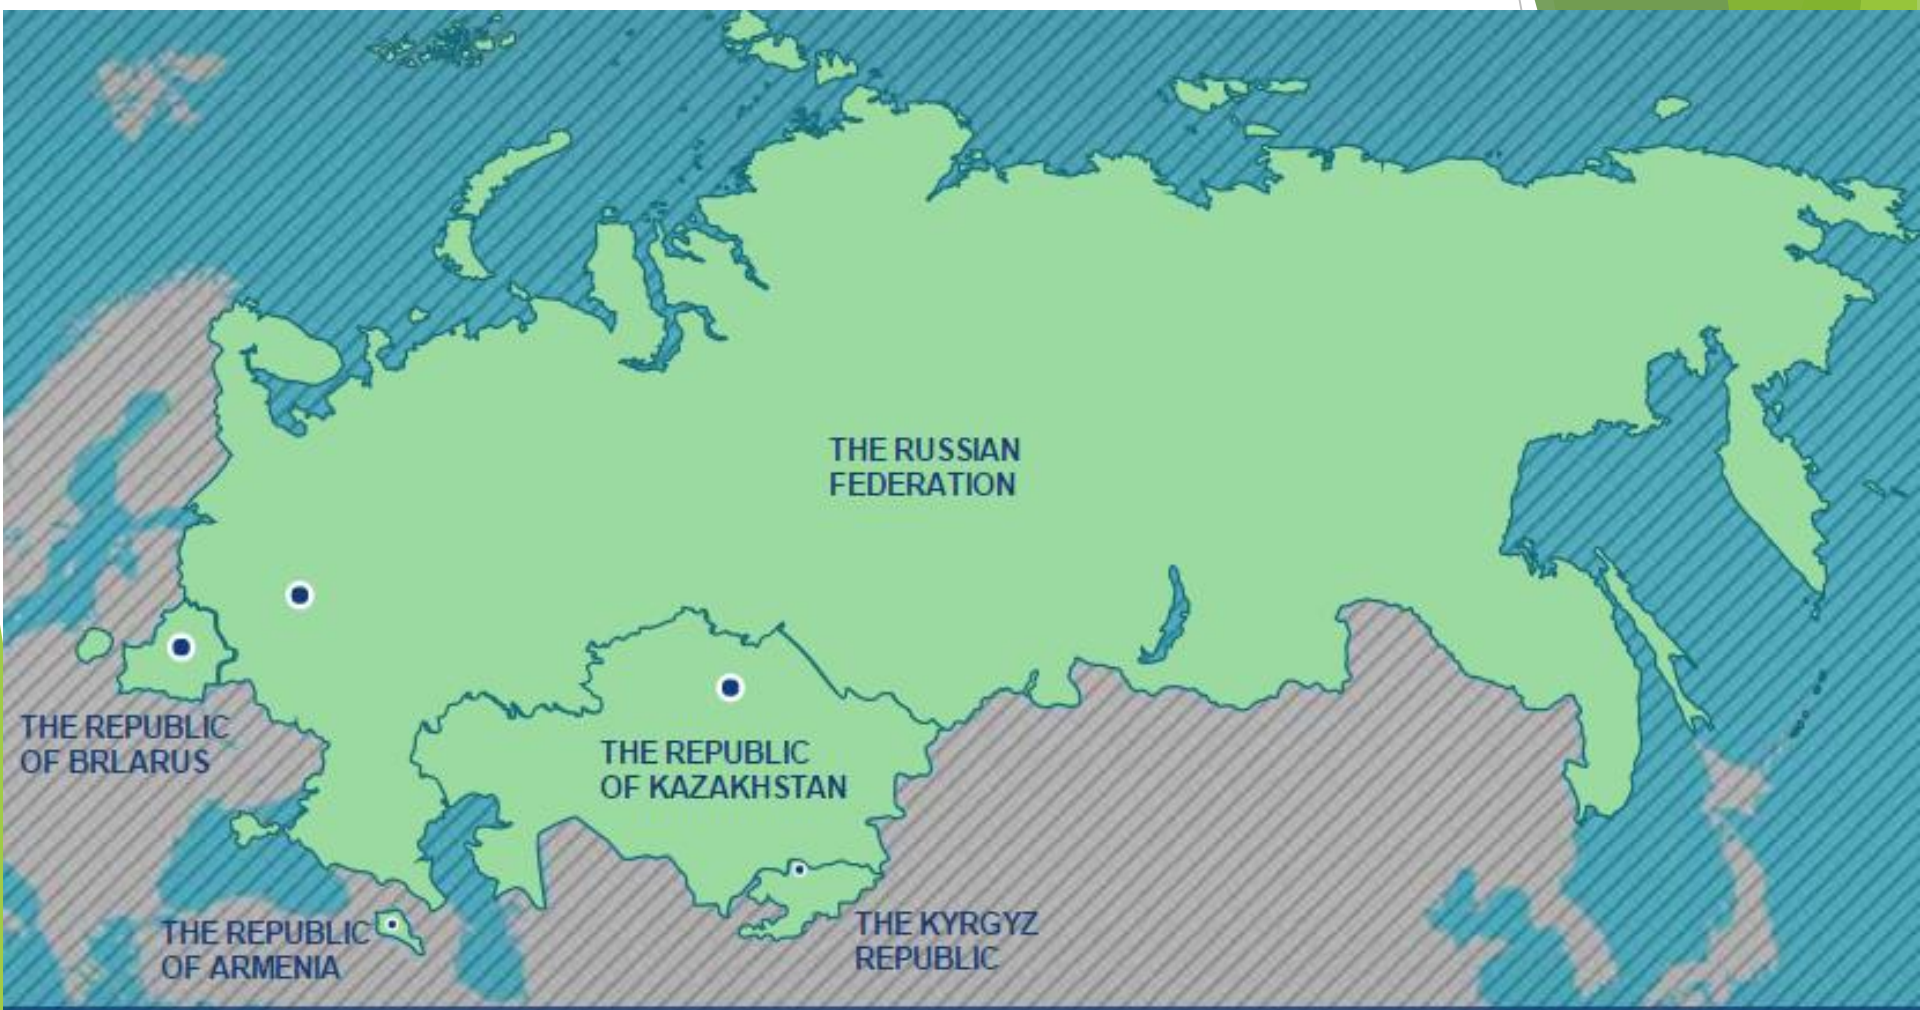 THE RUSSIAN
FEDERATION
THE REPUBLIC
OF BRLARUS
THE REPUBLIC
OF KAZAKHSTAN
THE REPUBLIC
OF ARMENIA
THE KYRGYZ
REPUBLIC